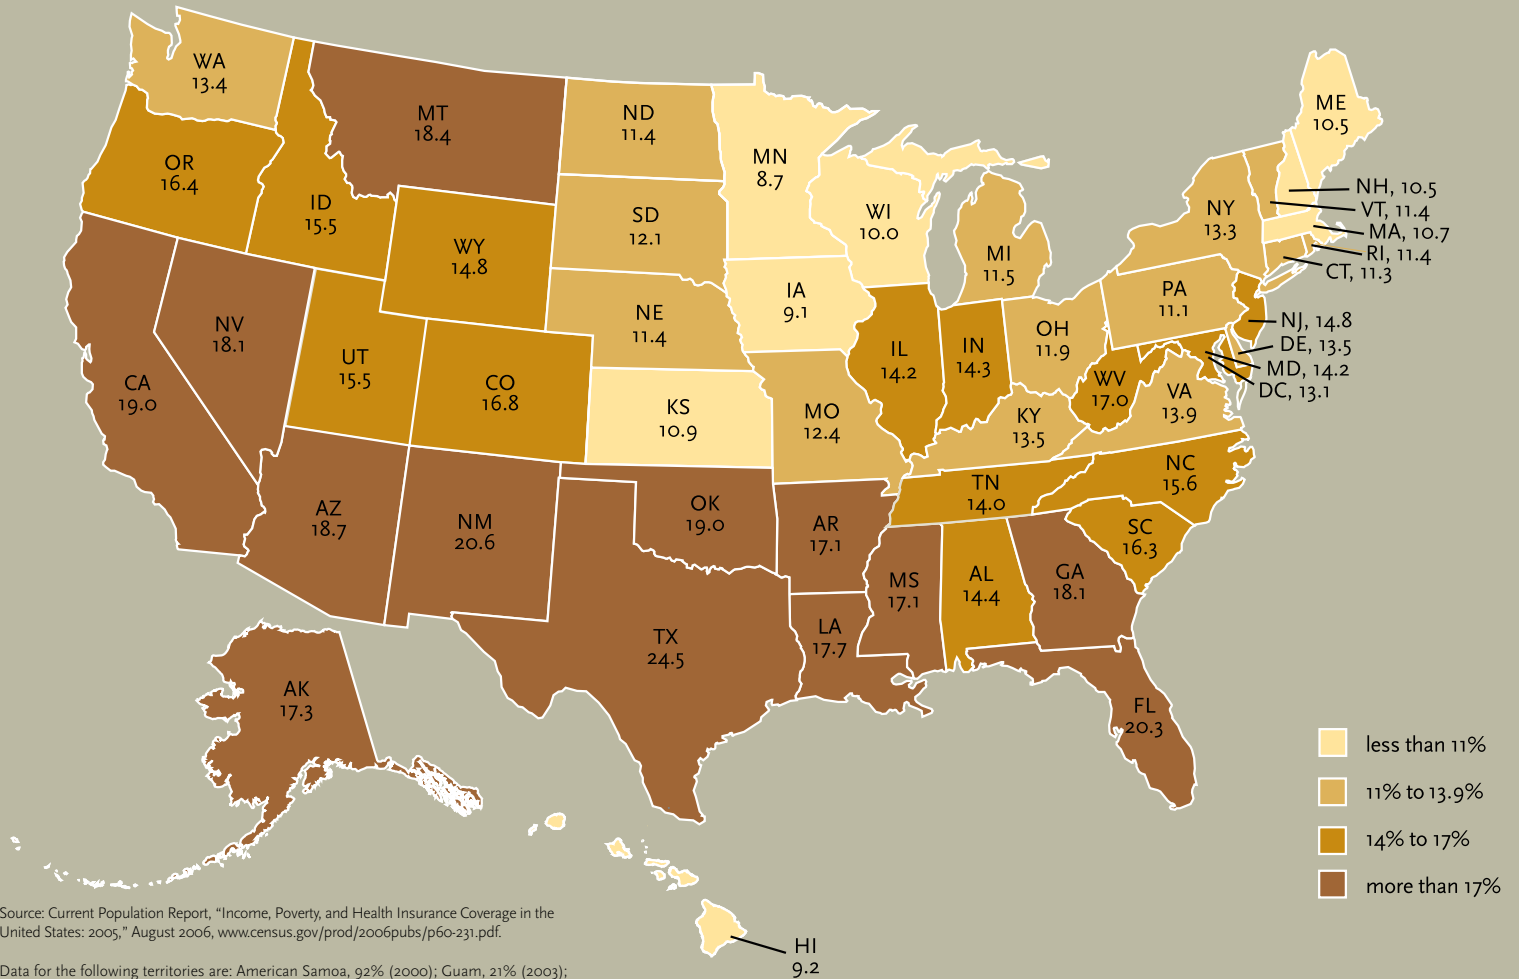 WA
13.4
OR
16.4
ID
15.5
MT
18.4
WY
14.8
ND
11.4
SD
12.1
NE
11.4
MN
8.7
WI
10.0
IA
9.1
MI
11.5
NY
13.3
ME
10.5
NH, 10.5
VT, 11.4
MA, 10.7
RI, 11.4
CT, 11.3
PA
11.1
NJ, 14.8
DE, 13.5
MD, 14.2
DC, 13.1
CA
19.0
NV
18.1
UT
15.5
CO
16.8
KS
10.9
MO
12.4
IL
14.2
IN
14.3
OH
11.9
WV
17.0
VA
13.9
KY
13.5
TN
14.0
NC
15.6
SC
16.3
AZ
18.7
NM
20.6
OK
19.0
AR
17.1
MS
17.1
AL
14.4
GA
18.1
LA
17.7
TX
24.5
FL
20.3
AK
17.3
HI
9.2
less than 11%
11% to 13.9%
14% to 17%
more than 17%
Source: Current Population Report, “Income, Poverty, and Health Insurance Coverage in the
United States: 2005,” August 2006, www.census.gov/prod/2006pubs/p60-231.pdf.
Data for the following territories are: American Samoa, 92% (2000); Guam, 21% (2003);